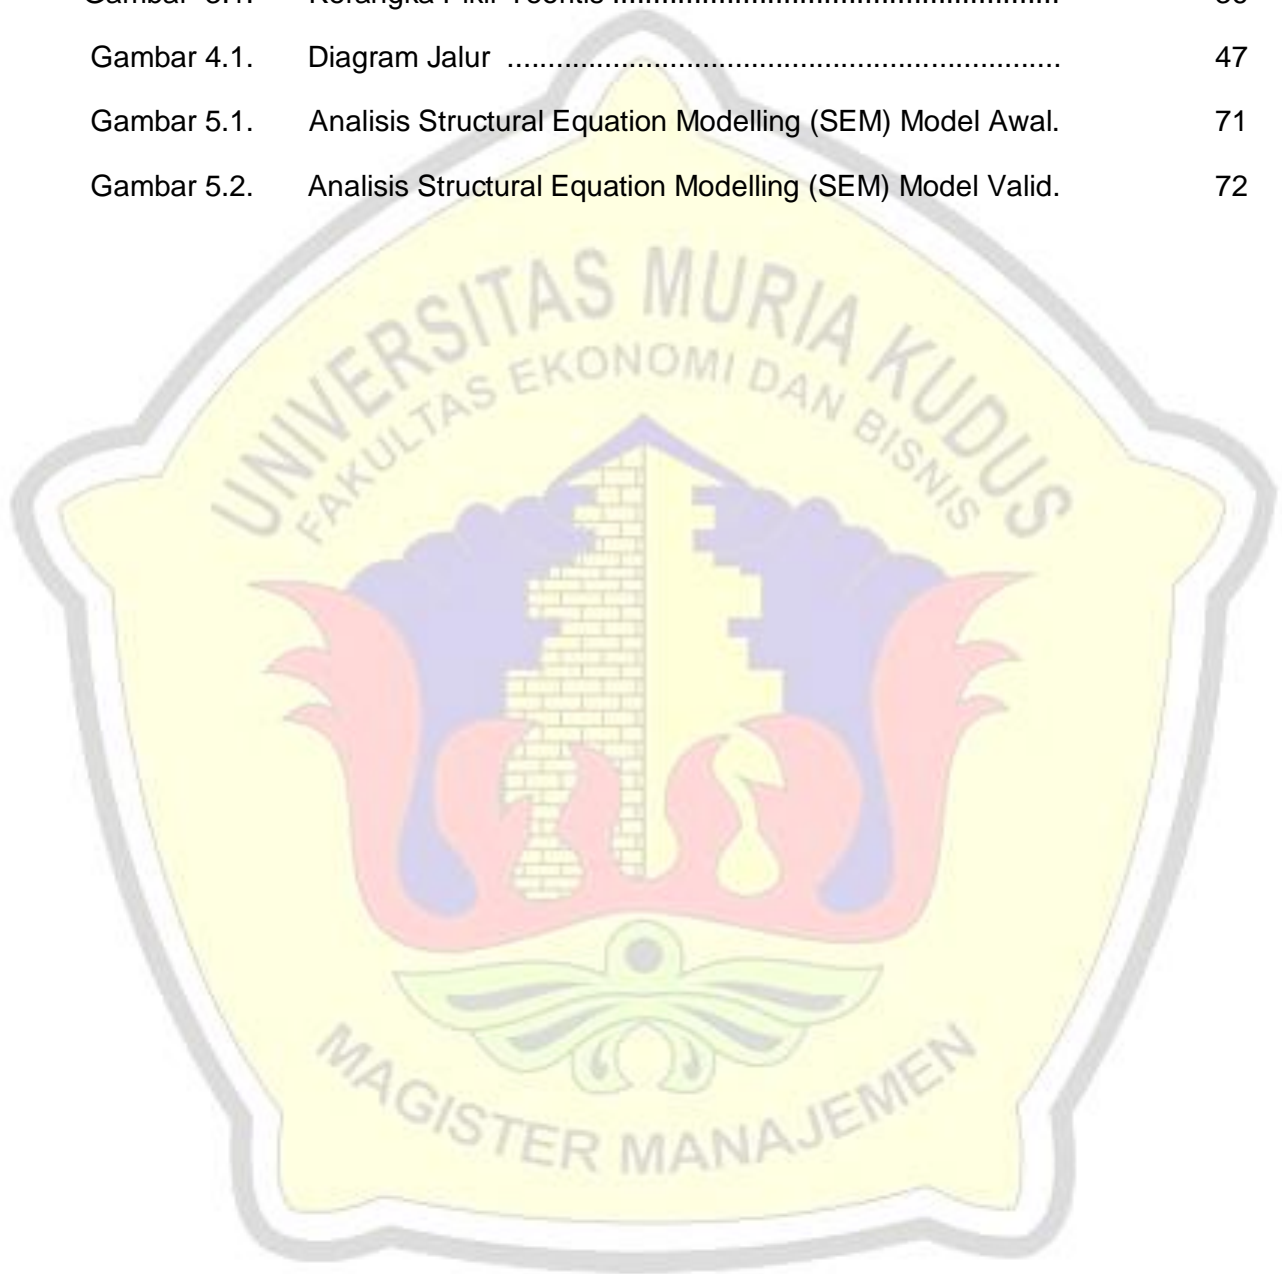 Gambar
Gambar 4.1. Diagram Jalur ................................................................... 47
Gambar 5.1. Analisis Structural Equation Modelling (SEM) Model Awal. 71
Gambar 5.2. Analisis Structural Equation Modelling (SEM) Model Valid. 72
UNIVERSITAS MURIA KUDUS
FAKULTAS EKONOMI DAN BISNIS
MAGISTER MANAJEMEN